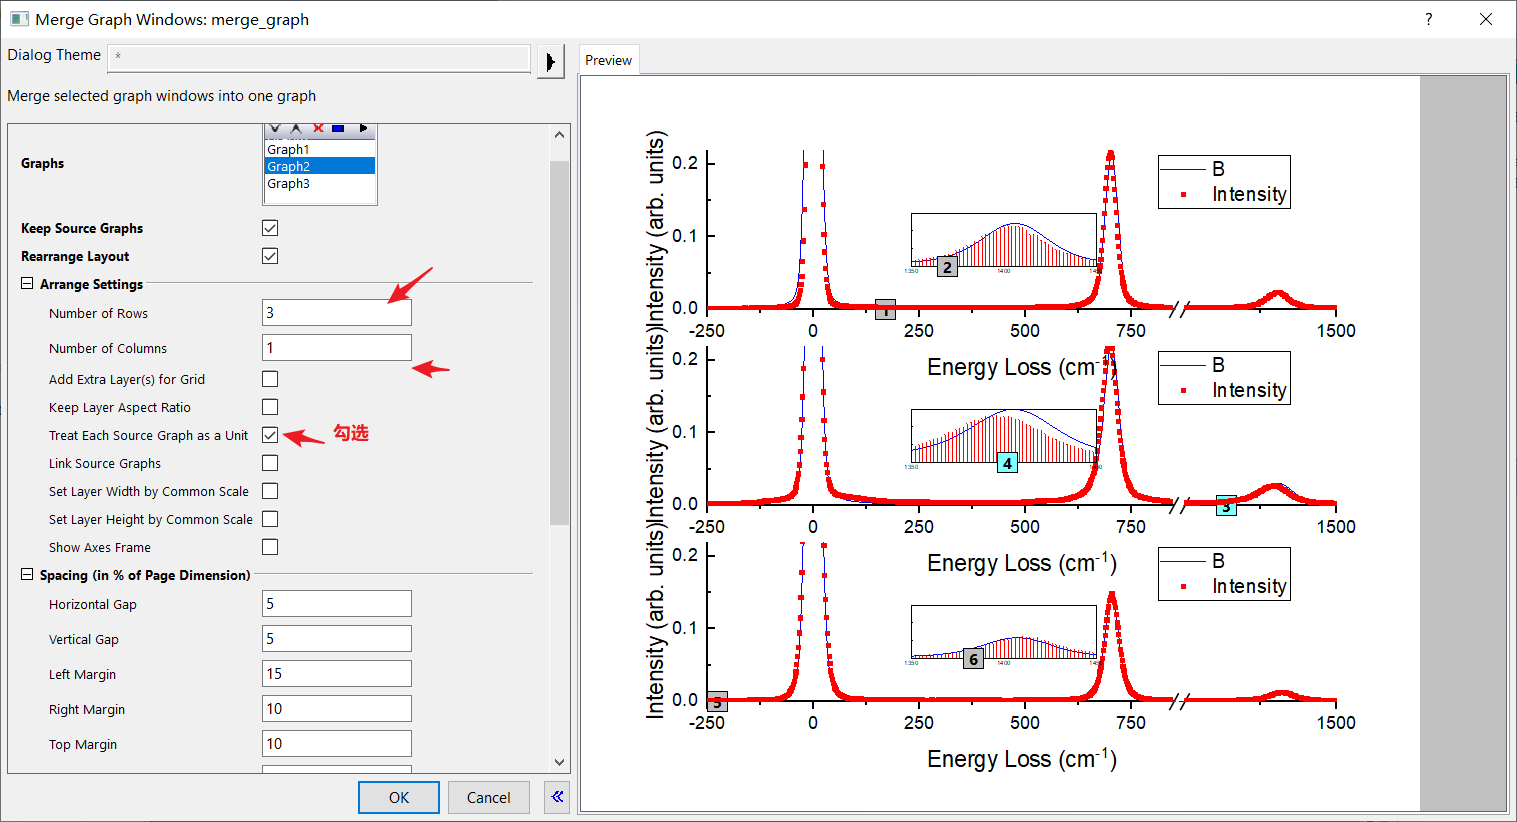 Merge Graph Windows: merge_graph
?
Dialog Theme
*
Merge selected graph windows into one graph
Graphs
Graph1
Graph2
Graph3
Keep Source Graphs
Rearrange Layout
Arrange Settings
Number of Rows 3
Number of Columns 1
Add Extra Layer(s) for Grid
Keep Layer Aspect Ratio
Treat Each Source Graph as a Unit 勾选
Link Source Graphs
Set Layer Width by Common Scale
Set Layer Height by Common Scale
Show Axes Frame
Spacing (in % of Page Dimension)
Horizontal Gap 5
Vertical Gap 5
Left Margin 15
Right Margin 10
Top Margin 10
OK Cancel
Preview
Intensity (arb. units)
0.2
0.1
0.0
B
Intensity
1350 1400
2
1
-250 0 250 500 750 1500
Energy Loss (cm⁻
Intensity (arb. units)
0.2
0.1
0.0
B
Intensity
1350
4
3
-250 0 250 500 750 1500
Energy Loss (cm⁻¹)
Intensity (arb. units)
0.2
0.1
0.0
B
Intensity
1350 1400
6
5
-250 0 250 500 750 1500
Energy Loss (cm⁻¹)